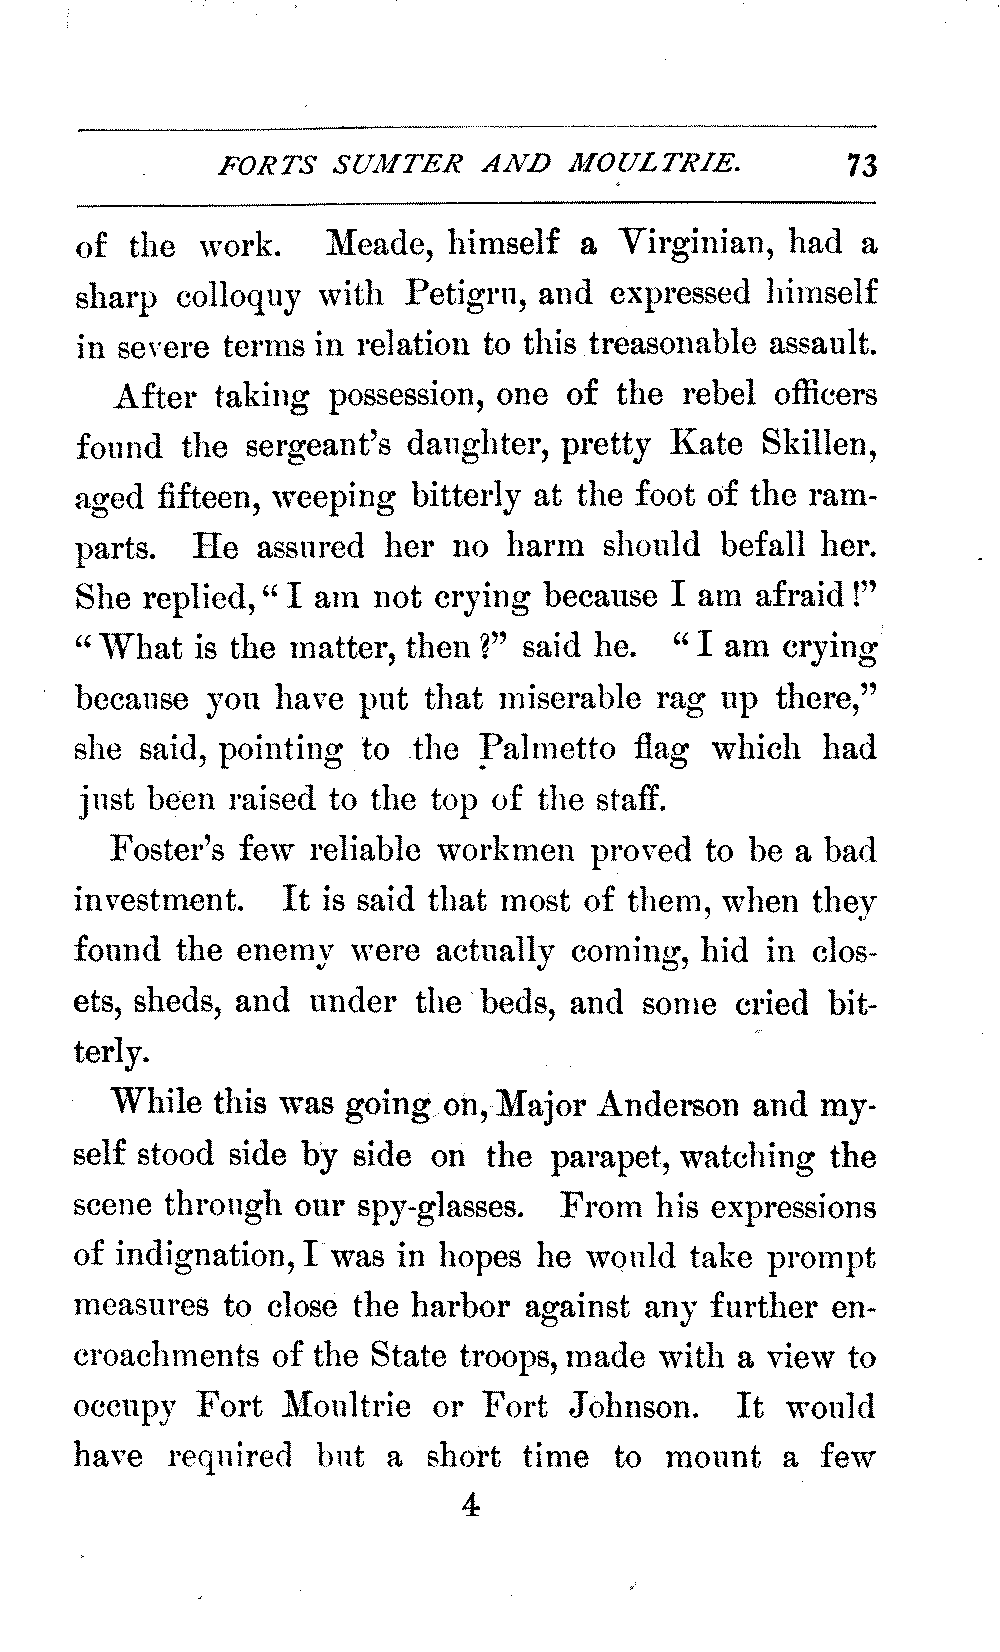 FORTS SUMTER AND MOULTRIE. 73
of the work. Meade, himself a Virginian, had a
sharp colloquy with Petigru, and expressed himself
in severe terms in relation to this treasonable assault.
After taking possession, one of the rebel officers
found the sergeant's daughter, pretty Kate Skillen,
aged fifteen, weeping bitterly at the foot of the ram-
parts. He assured her no harm should befall her.
She replied, "I am not crying because I am afraid!"
"What is the matter, then?" said he. "I am crying
because you have put that miserable rag up there,"
she said, pointing to the Palmetto flag which had
just been raised to the top of the staff.
Foster's few reliable workmen proved to be a bad
investment. It is said that most of them, when they
found the enemy were actually coming, hid in clos-
ets, sheds, and under the beds, and some cried bit-
terly.
While this was going on, Major Anderson and my-
self stood side by side on the parapet, watching the
scene through our spy-glasses. From his expressions
of indignation, I was in hopes he would take prompt
measures to close the harbor against any further en-
croachments of the State troops, made with a view to
occupy Fort Moultrie or Fort Johnson. It would
have required but a short time to mount a few
4